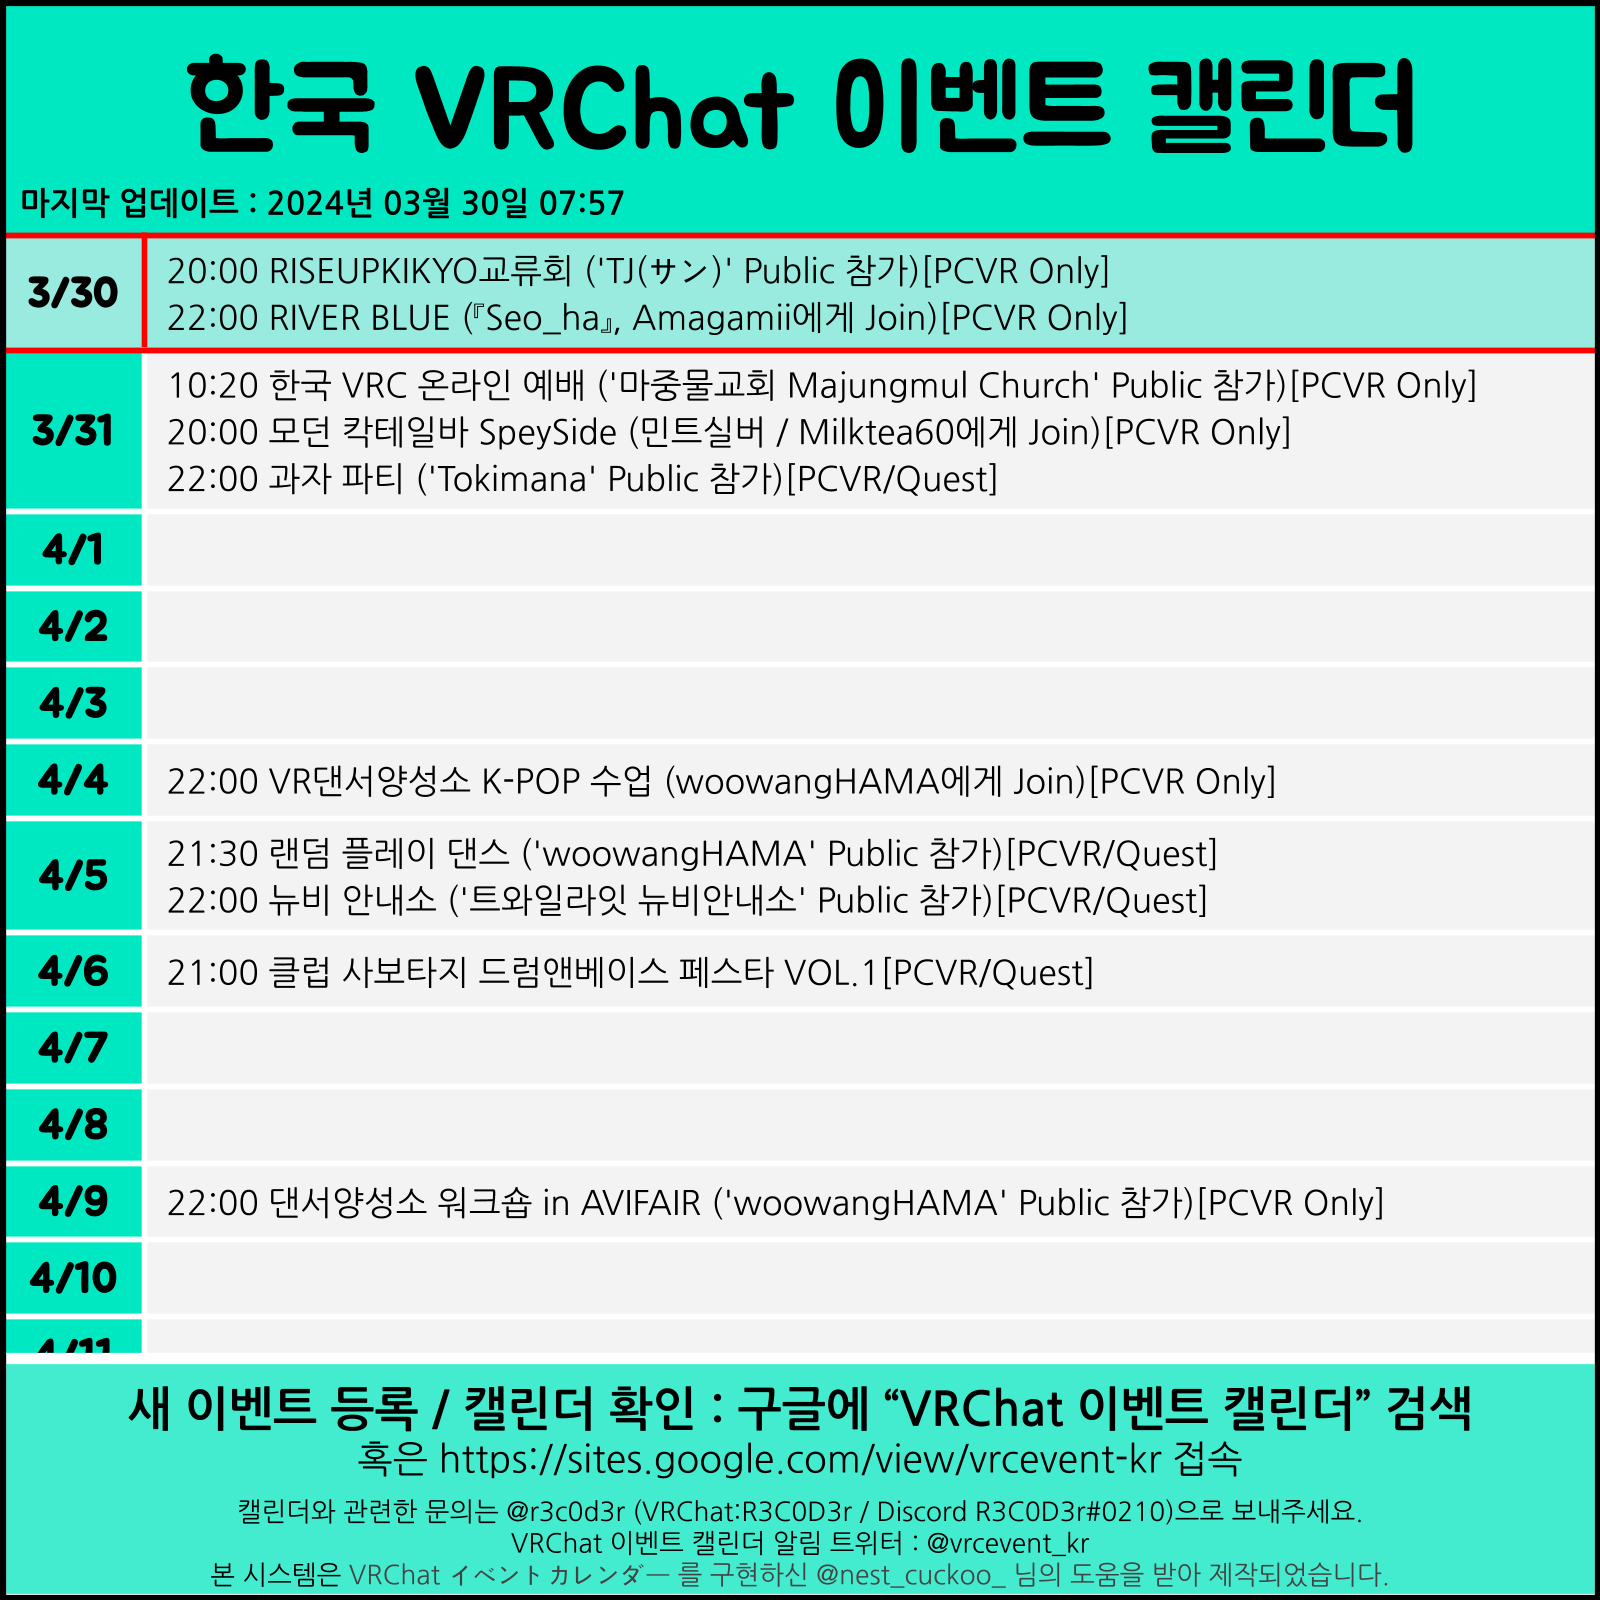 한국 VRChat 이벤트 캘린더
마지막 업데이트 : 2024년 03월 30일 07:57
3/30
20:00 RISEUPKIKYO교류회 ('TJ(サン)' Public 참가)[PCVR Only]
22:00 RIVER BLUE (『Seo_ha』, Amagamii에게 Join)[PCVR Only]
3/31
10:20 한국 VRC 온라인 예배 ('마중물교회 Majungmul Church' Public 참가)[PCVR Only]
20:00 모던 칵테일바 SpeySide (민트실버 / Milktea60에게 Join)[PCVR Only]
22:00 과자 파티 ('Tokimana' Public 참가)[PCVR/Quest]
4/1
4/2
4/3
4/4
22:00 VR댄서양성소 K-POP 수업 (woowangHAMA에게 Join)[PCVR Only]
4/5
21:30 랜덤 플레이 댄스 ('woowangHAMA' Public 참가)[PCVR/Quest]
22:00 뉴비 안내소 ('트와일라잇 뉴비안내소' Public 참가)[PCVR/Quest]
4/6
21:00 클럽 사보타지 드럼앤베이스 페스타 VOL.1[PCVR/Quest]
4/7
4/8
4/9
22:00 댄서양성소 워크숍 in AVIFAIR ('woowangHAMA' Public 참가)[PCVR Only]
4/10
4/11
새 이벤트 등록 / 캘린더 확인 : 구글에 “VRChat 이벤트 캘린더” 검색
혹은 https://sites.google.com/view/vrcevent-kr 접속
캘린더와 관련한 문의는 @r3c0d3r (VRChat:R3C0D3r / Discord R3C0D3r#0210)으로 보내주세요.
VRChat 이벤트 캘린더 알림 트위터 : @vrcevent_kr
본 시스템은 VRChat イベントカレンダー 를 구현하신 @nest_cuckoo_ 님의 도움을 받아 제작되었습니다.